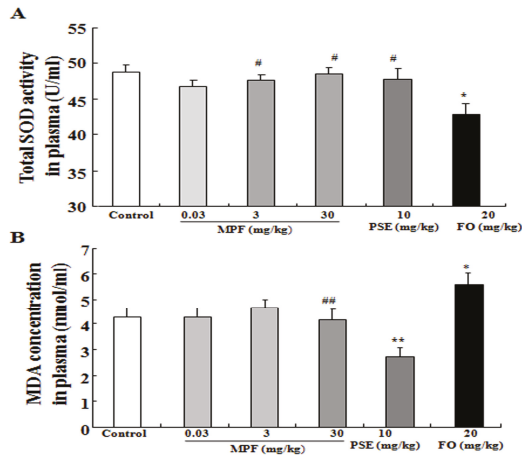 A
Total SOD activity
in plasma (U/ml)
55
50
45
40
35
30
#
#
#
*
Control
0.03
3
30
10
20
MPF (mg/kg)
PSE (mg/kg)
FO (mg/kg)
B
MDA concentration
in plasma (nmol/ml)
7
6
5
4
3
2
1
0
##
**
*
Control
0.03
3
30
10
20
MPF (mg/kg)
PSE (mg/kg)
FO (mg/kg)